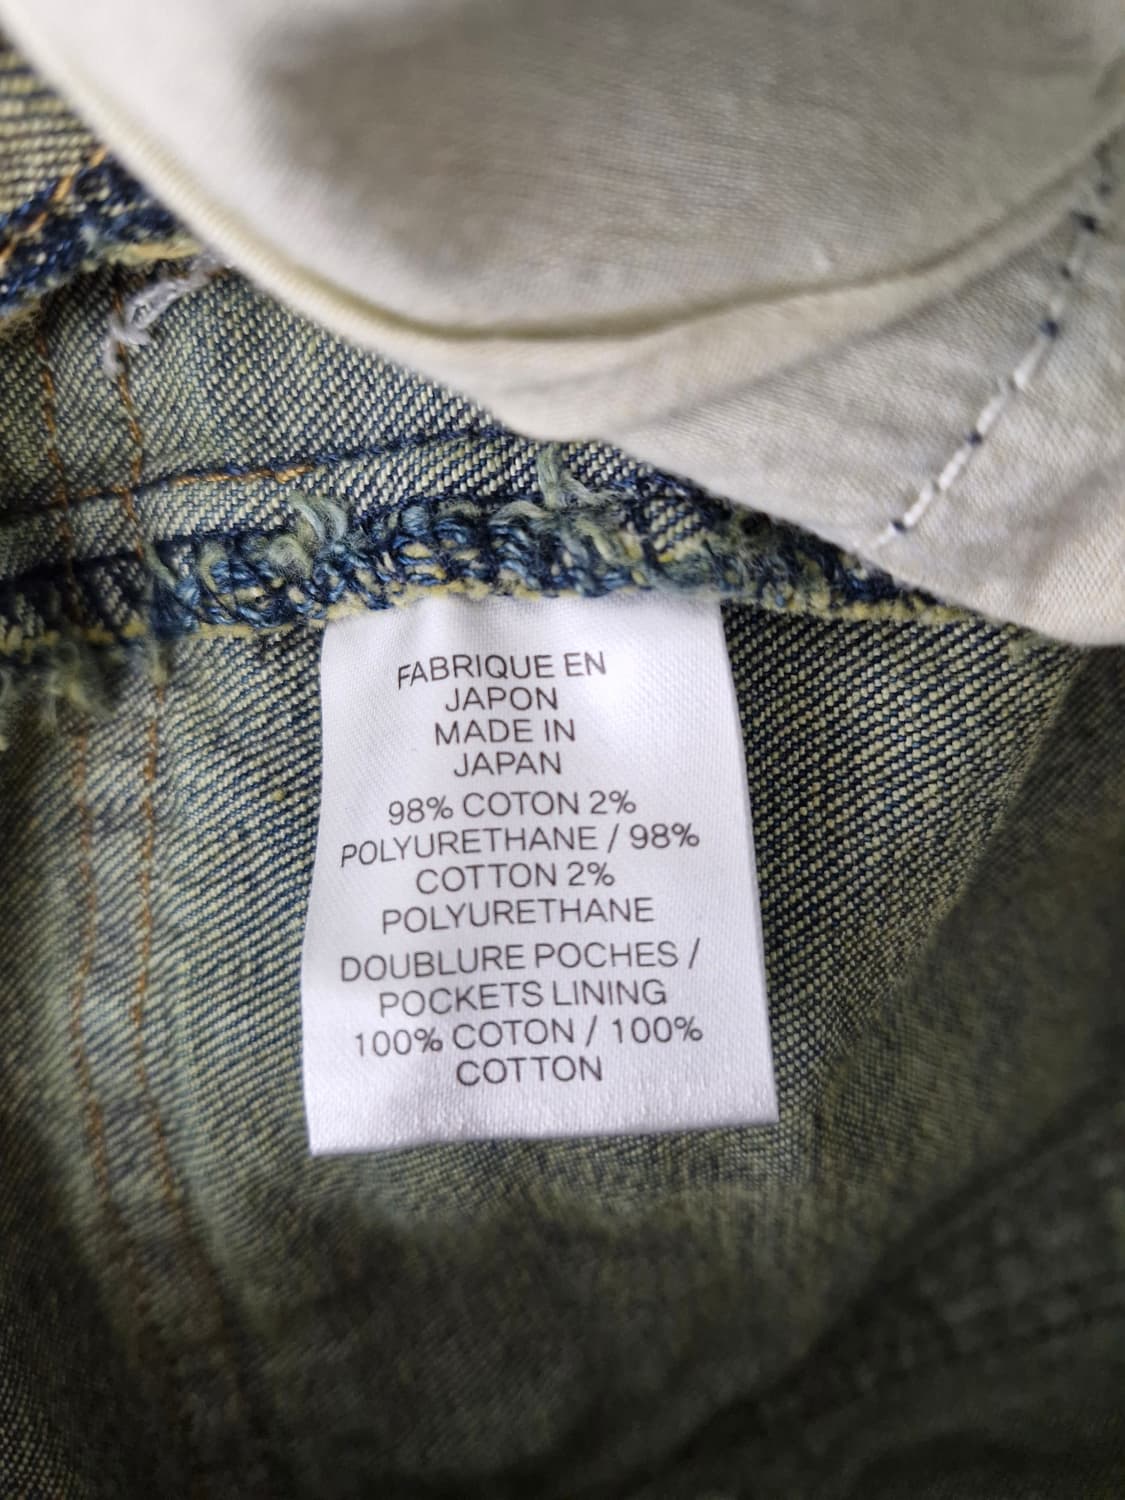 FABRIQUE EN
JAPON
MADE IN
JAPAN
98% COTON 2%
POLYURETHANE / 98%
COTTON 2%
POLYURETHANE
DOUBLURE POCHES /
POCKETS LINING
100% COTON / 100%
COTTON